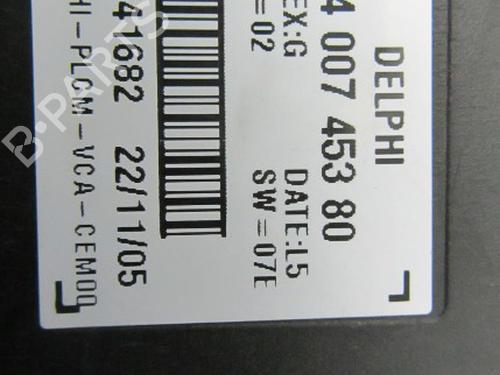 DELPHI
4 007 453 80
EX:G DATE:L5
=02 SW=07E
41682 22/11/05
HI-PLGM-VCA-CEM00
B-PARTS